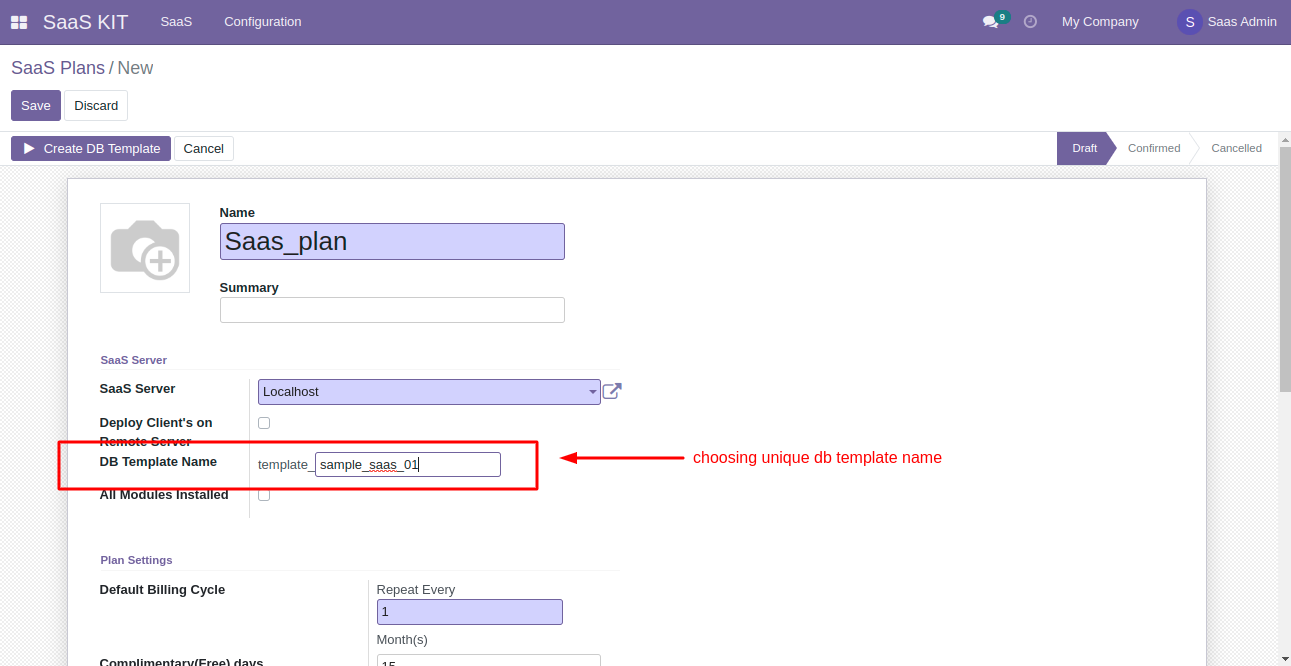 SaaS KIT SaaS Configuration 9 My Company S Saas Admin
SaaS Plans / New
Save Discard
Create DB Template Cancel Draft Confirmed Cancelled
Name
Saas_plan
Summary
SaaS Server
SaaS Server Localhost
Deploy Client's on
Remote Server
DB Template Name template_ sample_saas_01 choosing unique db template name
All Modules Installed
Plan Settings
Default Billing Cycle Repeat Every
1
Month(s)
Complimentary(Free) days 15